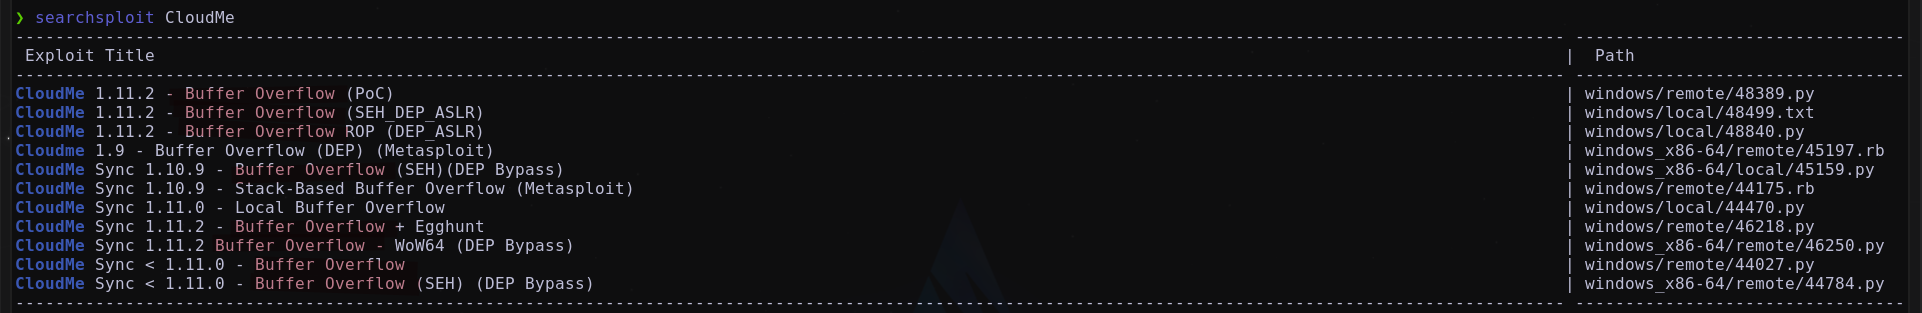 ❯ searchsploit CloudMe
------------------------------------------------------------------------------------------------------------------------------------------------------------ ---------------------------------
 Exploit Title                                                                                                                                              |  Path
------------------------------------------------------------------------------------------------------------------------------------------------------------ ---------------------------------
CloudMe 1.11.2 - Buffer Overflow (PoC) | windows/remote/48389.py
CloudMe 1.11.2 - Buffer Overflow (SEH_DEP_ASLR) | windows/local/48499.txt
CloudMe 1.11.2 - Buffer Overflow ROP (DEP_ASLR) | windows/local/48840.py
Cloudme 1.9 - Buffer Overflow (DEP) (Metasploit) | windows_x86-64/remote/45197.rb
CloudMe Sync 1.10.9 - Buffer Overflow (SEH)(DEP Bypass) | windows_x86-64/local/45159.py
CloudMe Sync 1.10.9 - Stack-Based Buffer Overflow (Metasploit) | windows/remote/44175.rb
CloudMe Sync 1.11.0 - Local Buffer Overflow | windows/local/44470.py
CloudMe Sync 1.11.2 - Buffer Overflow + Egghunt | windows/remote/46218.py
CloudMe Sync 1.11.2 Buffer Overflow - WoW64 (DEP Bypass) | windows_x86-64/remote/46250.py
CloudMe Sync < 1.11.0 - Buffer Overflow | windows/remote/44027.py
CloudMe Sync < 1.11.0 - Buffer Overflow (SEH) (DEP Bypass) | windows_x86-64/remote/44784.py
------------------------------------------------------------------------------------------------------------------------------------------------------------ ---------------------------------